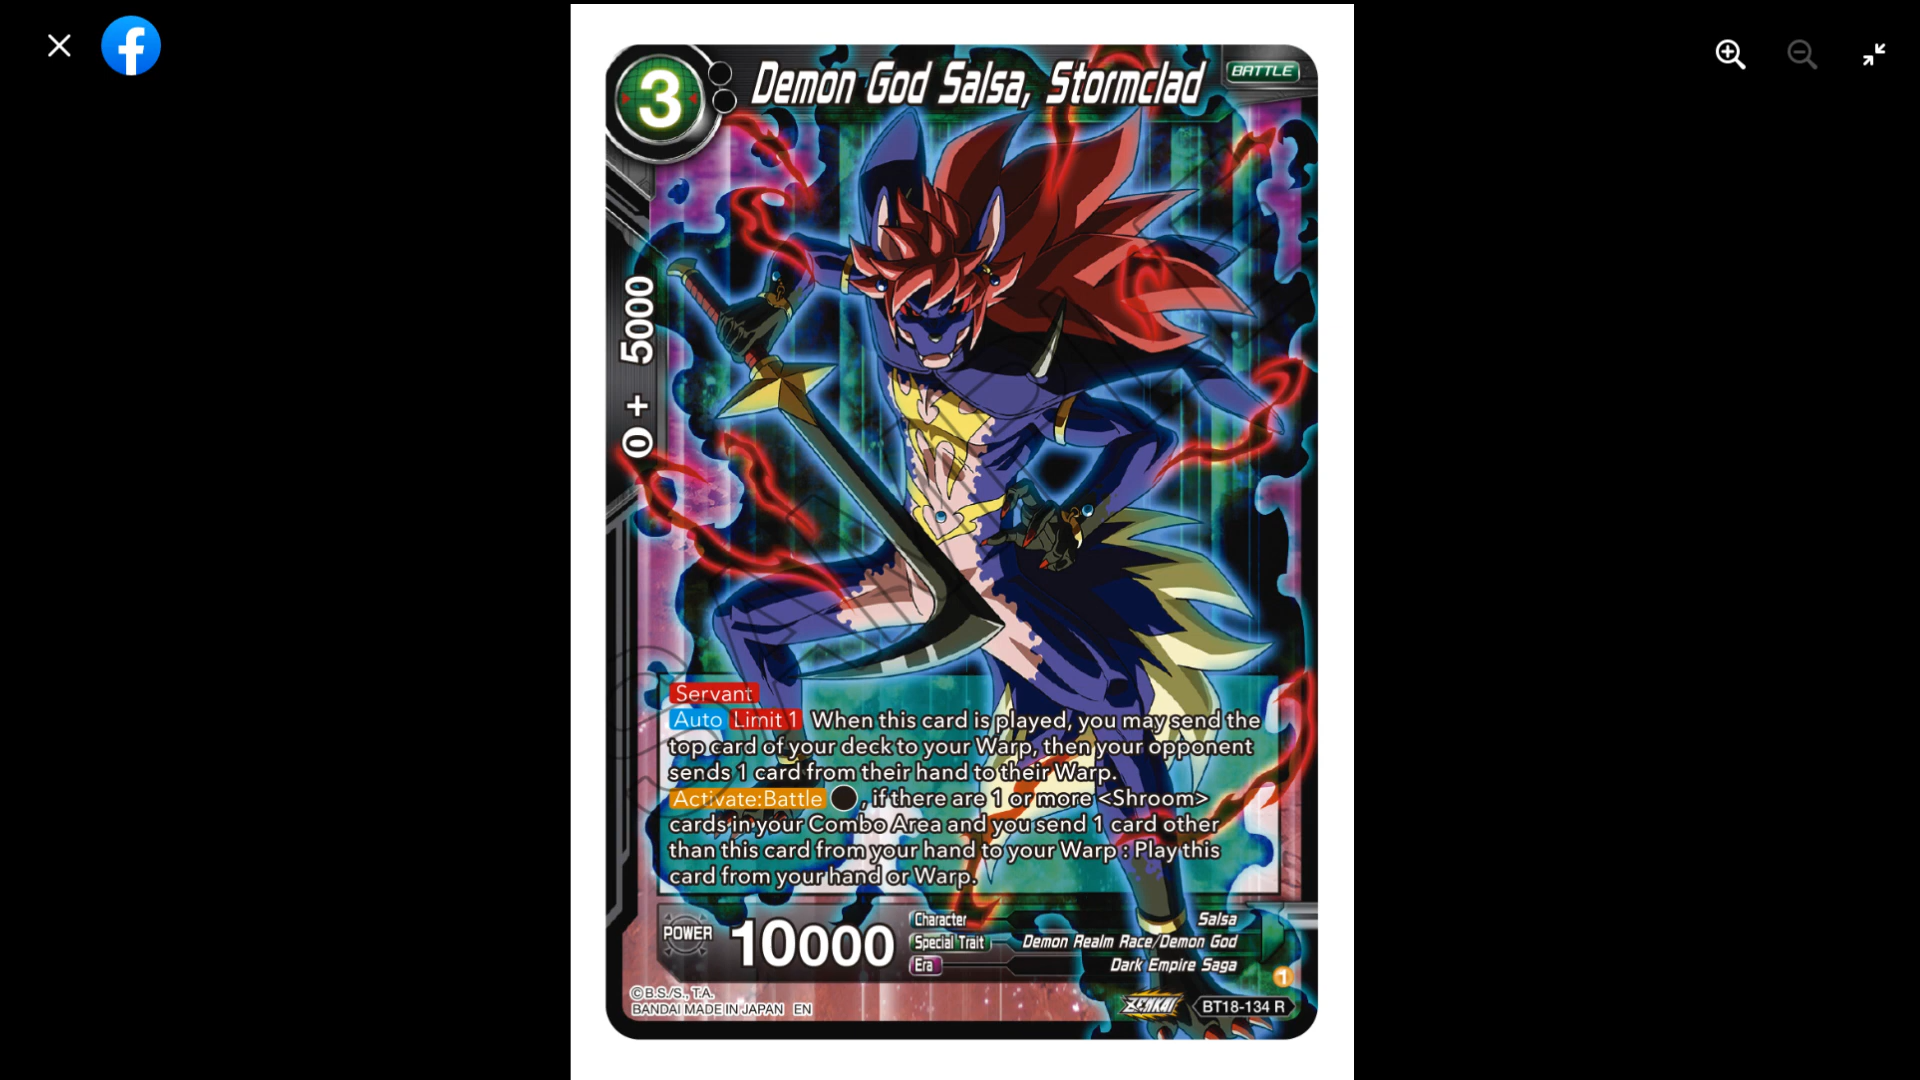 3
Demon God Salsa, Stormclad
BATTLE
0 + 5000
Servant
Auto Limit 1 When this card is played, you may send the
top card of your deck to your Warp, then your opponent
sends 1 card from their hand to their Warp.
Activate:Battle , if there are 1 or more <Shroom>
cards in your Combo Area and you send 1 card other
than this card from your hand to your Warp : Play this
card from your hand or Warp.
POWER 10000
Character Salsa
Special Trait Demon Realm Race/Demon God
Era Dark Empire Saga
1
©B.S./S., T.A.
BANDAI MADE IN JAPAN EN
ZENKAI BT18-134 R